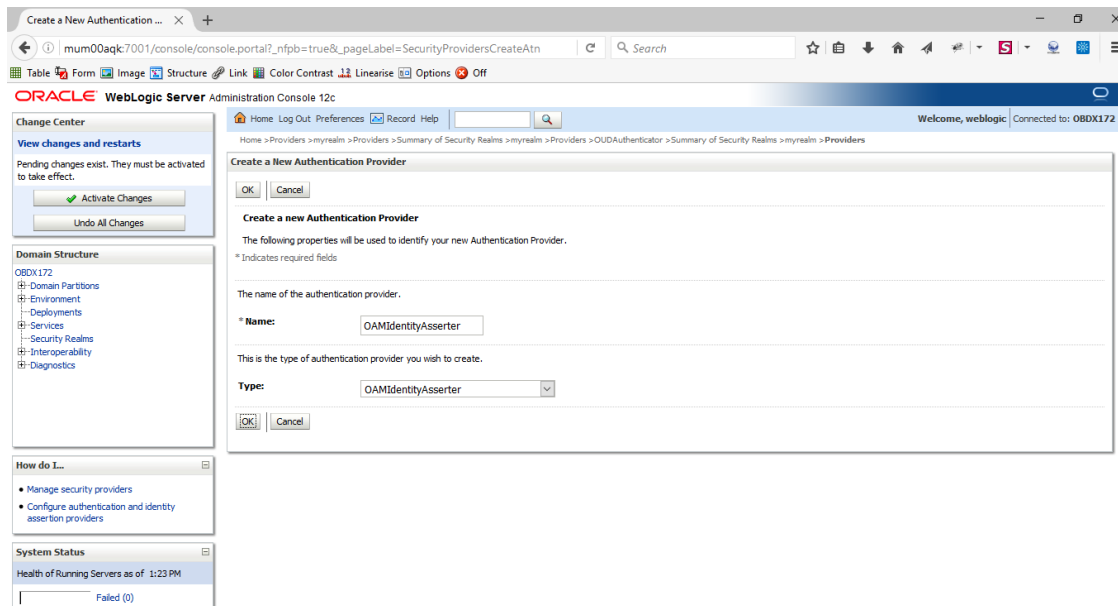 Create a New Authentication ...
mum00aqk:7001/console/console.portal?_nfpb=true&_pageLabel=SecurityProvidersCreateAtn
Search
Table Form Image Structure Link Color Contrast Linearise Options Off
ORACLE WebLogic Server Administration Console 12c
Change Center
View changes and restarts
Pending changes exist. They must be activated
to take effect.
Activate Changes
Undo All Changes
Domain Structure
OBDX172
Domain Partitions
Environment
Deployments
Services
Security Realms
Interoperability
Diagnostics
How do I...
Manage security providers
Configure authentication and identity
assertion providers
System Status
Health of Running Servers as of 1:23 PM
Failed (0)
Home Log Out Preferences Record Help
Welcome, weblogic Connected to: OBDX172
Home >Providers >myrealm >Providers >Summary of Security Realms >myrealm >Providers >OUDAuthenticator >Summary of Security Realms >myrealm >Providers
Create a New Authentication Provider
OK Cancel
Create a new Authentication Provider
The following properties will be used to identify your new Authentication Provider.
* Indicates required fields
The name of the authentication provider.
* Name: OAMIdentityAsserter
This is the type of authentication provider you wish to create.
Type: OAMIdentityAsserter
OK Cancel